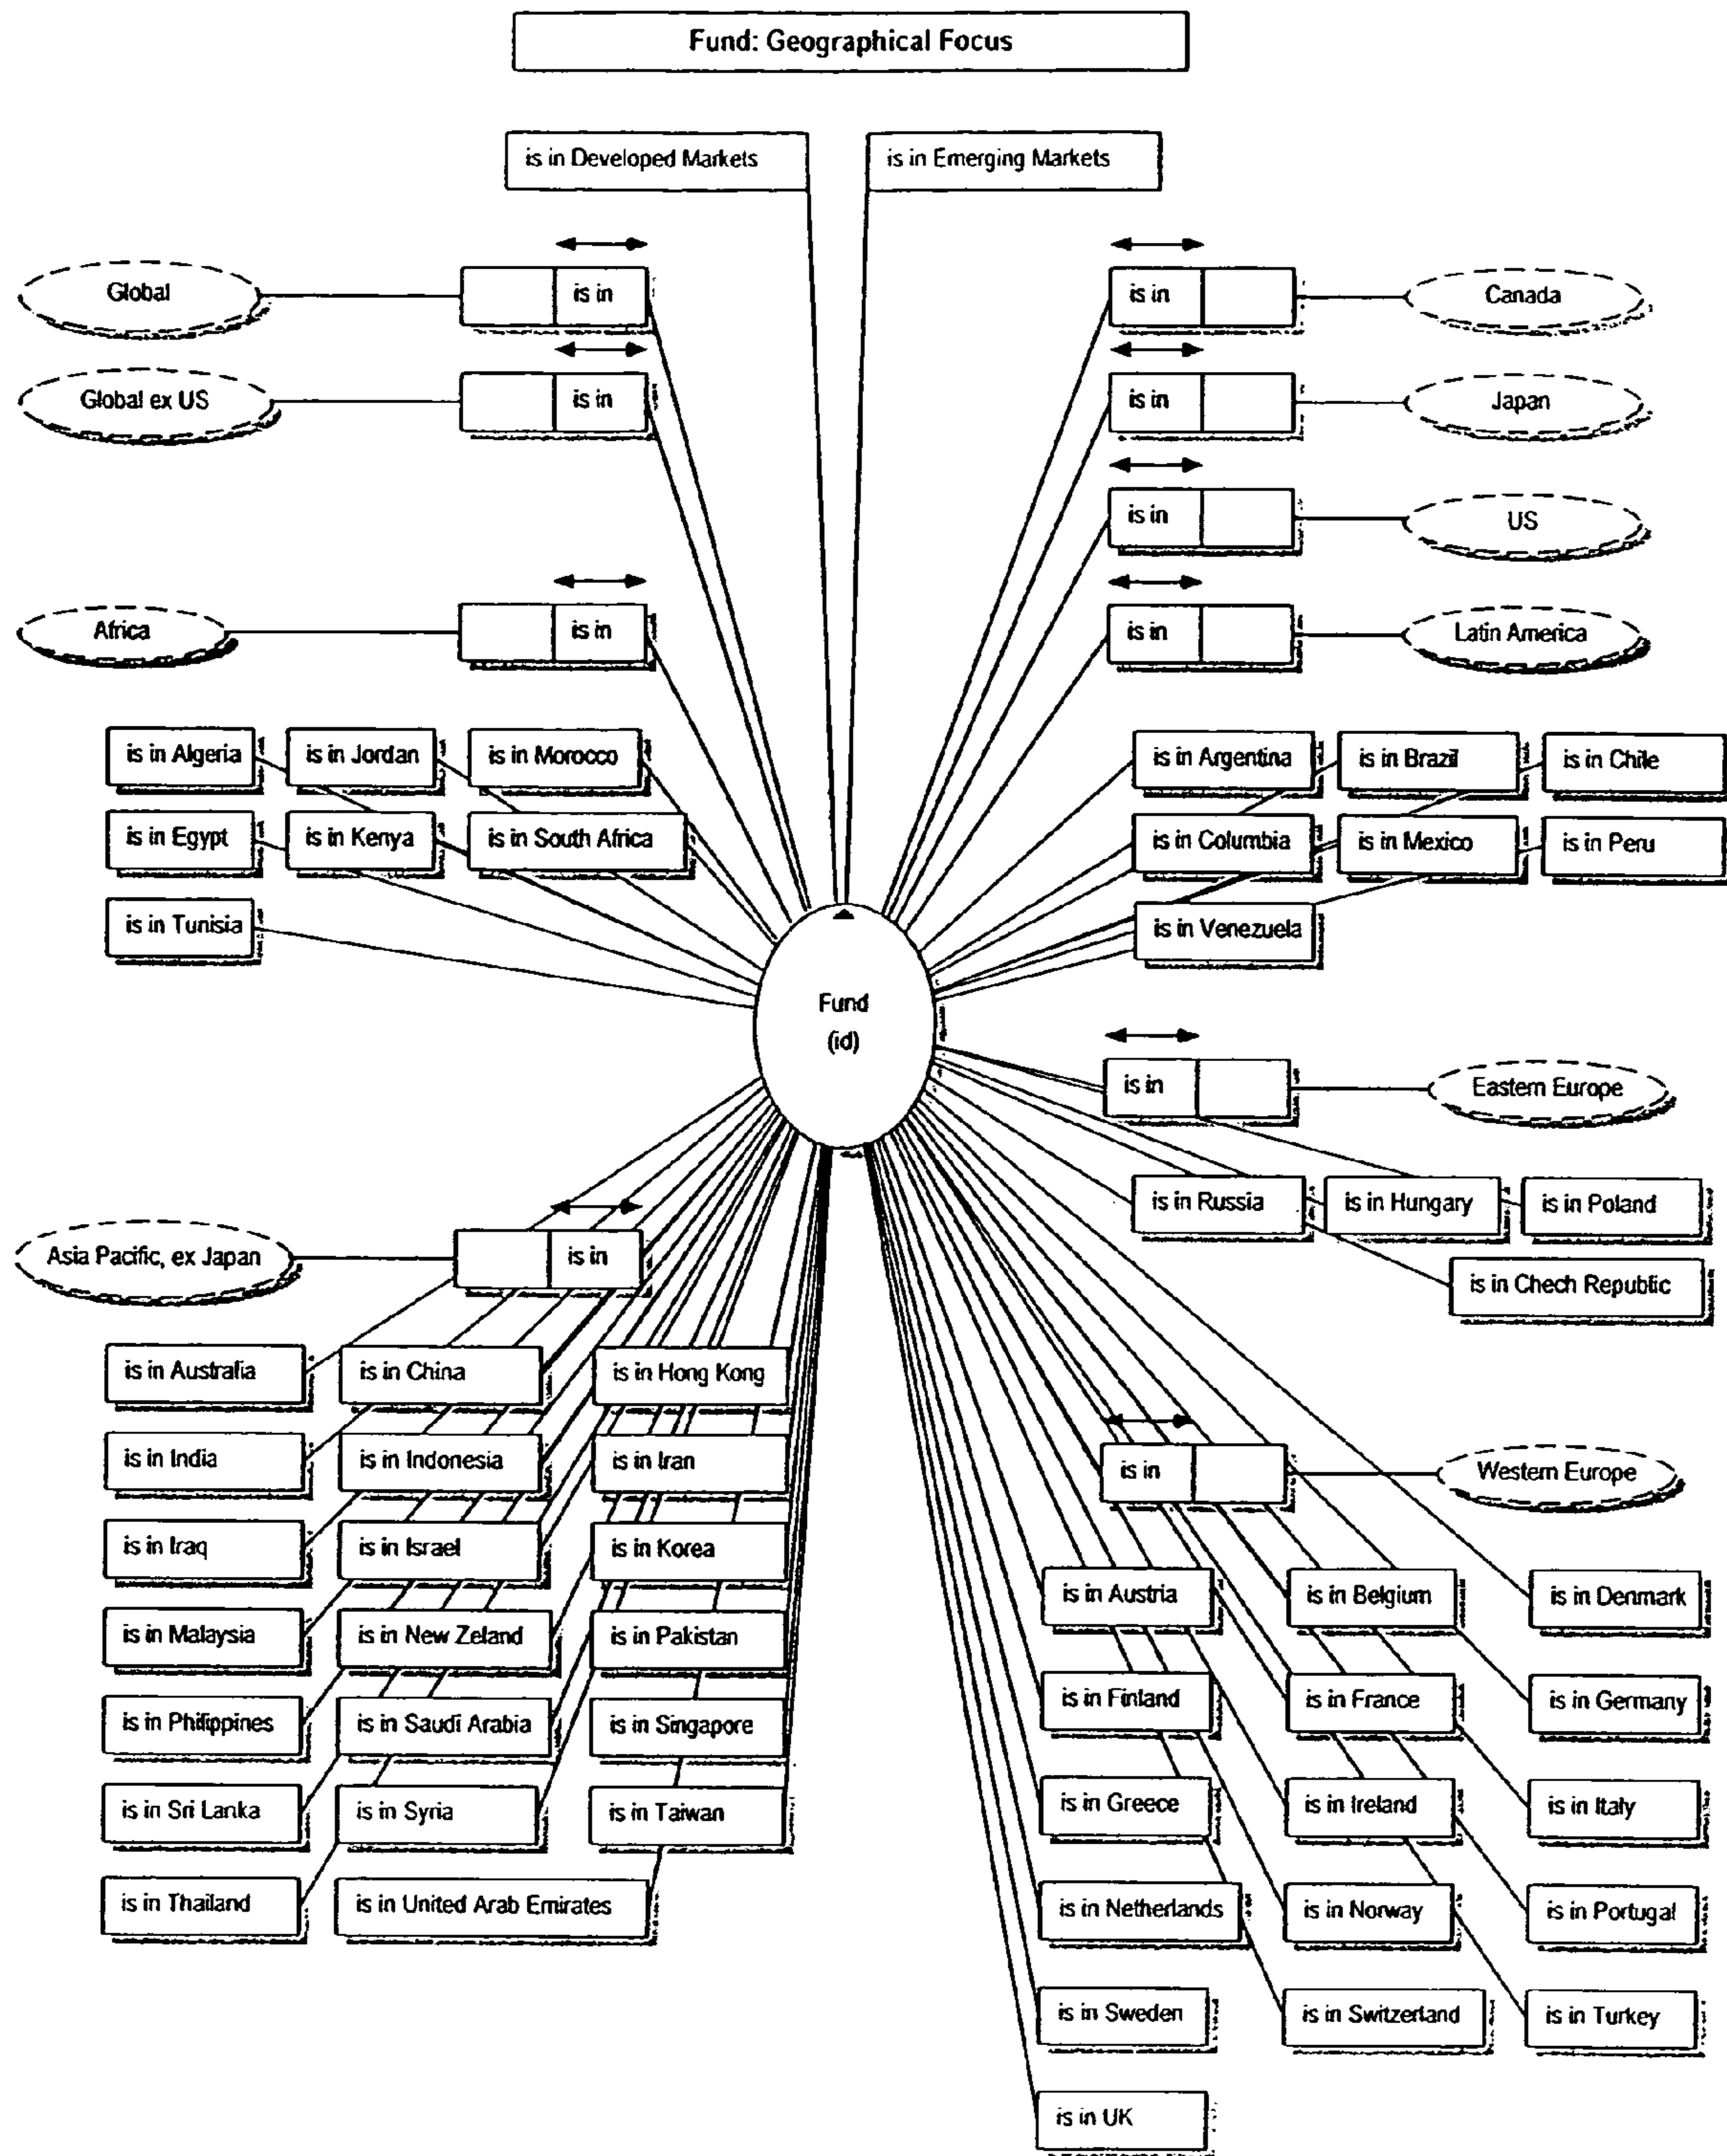 Fund: Geographical Focus
is in Developed Markets
is in Emerging Markets
Global
is in
is in
Canada
Global ex US
is in
is in
Japan
is in
US
Africa
is in
is in
Latin America
is in Algeria
is in Jordan
is in Morocco
is in Argentina
is in Brazil
is in Chile
is in Egypt
is in Kenya
is in South Africa
is in Columbia
is in Mexico
is in Peru
is in Tunisia
is in Venezuela
Fund
(id)
is in
Eastern Europe
is in Russia
is in Hungary
is in Poland
Asia Pacific, ex Japan
is in
is in Chech Republic
is in Australia
is in China
is in Hong Kong
is in India
is in Indonesia
is in Iran
is in
Western Europe
is in Iraq
is in Israel
is in Korea
is in Austria
is in Belgium
is in Denmark
is in Malaysia
is in New Zeland
is in Pakistan
is in Finland
is in France
is in Germany
is in Philippines
is in Saudi Arabia
is in Singapore
is in Greece
is in Ireland
is in Italy
is in Sri Lanka
is in Syria
is in Taiwan
is in Thailand
is in United Arab Emirates
is in Netherlands
is in Norway
is in Portugal
is in Sweden
is in Switzerland
is in Turkey
is in UK